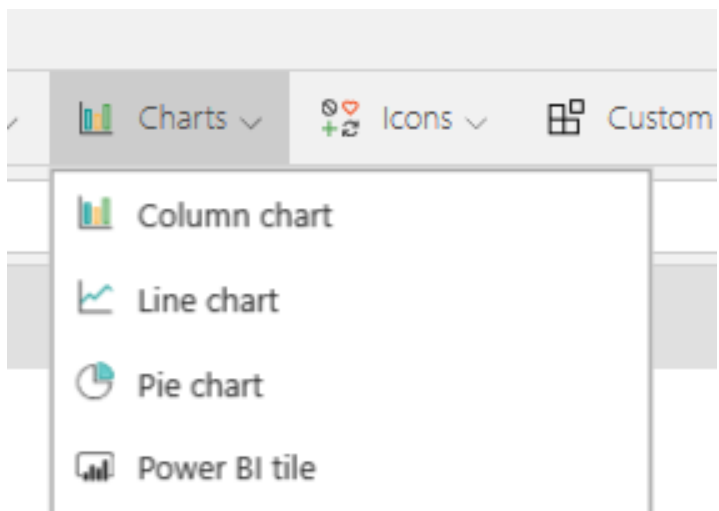 Charts Icons Custom
Column chart
Line chart
Pie chart
Power BI tile